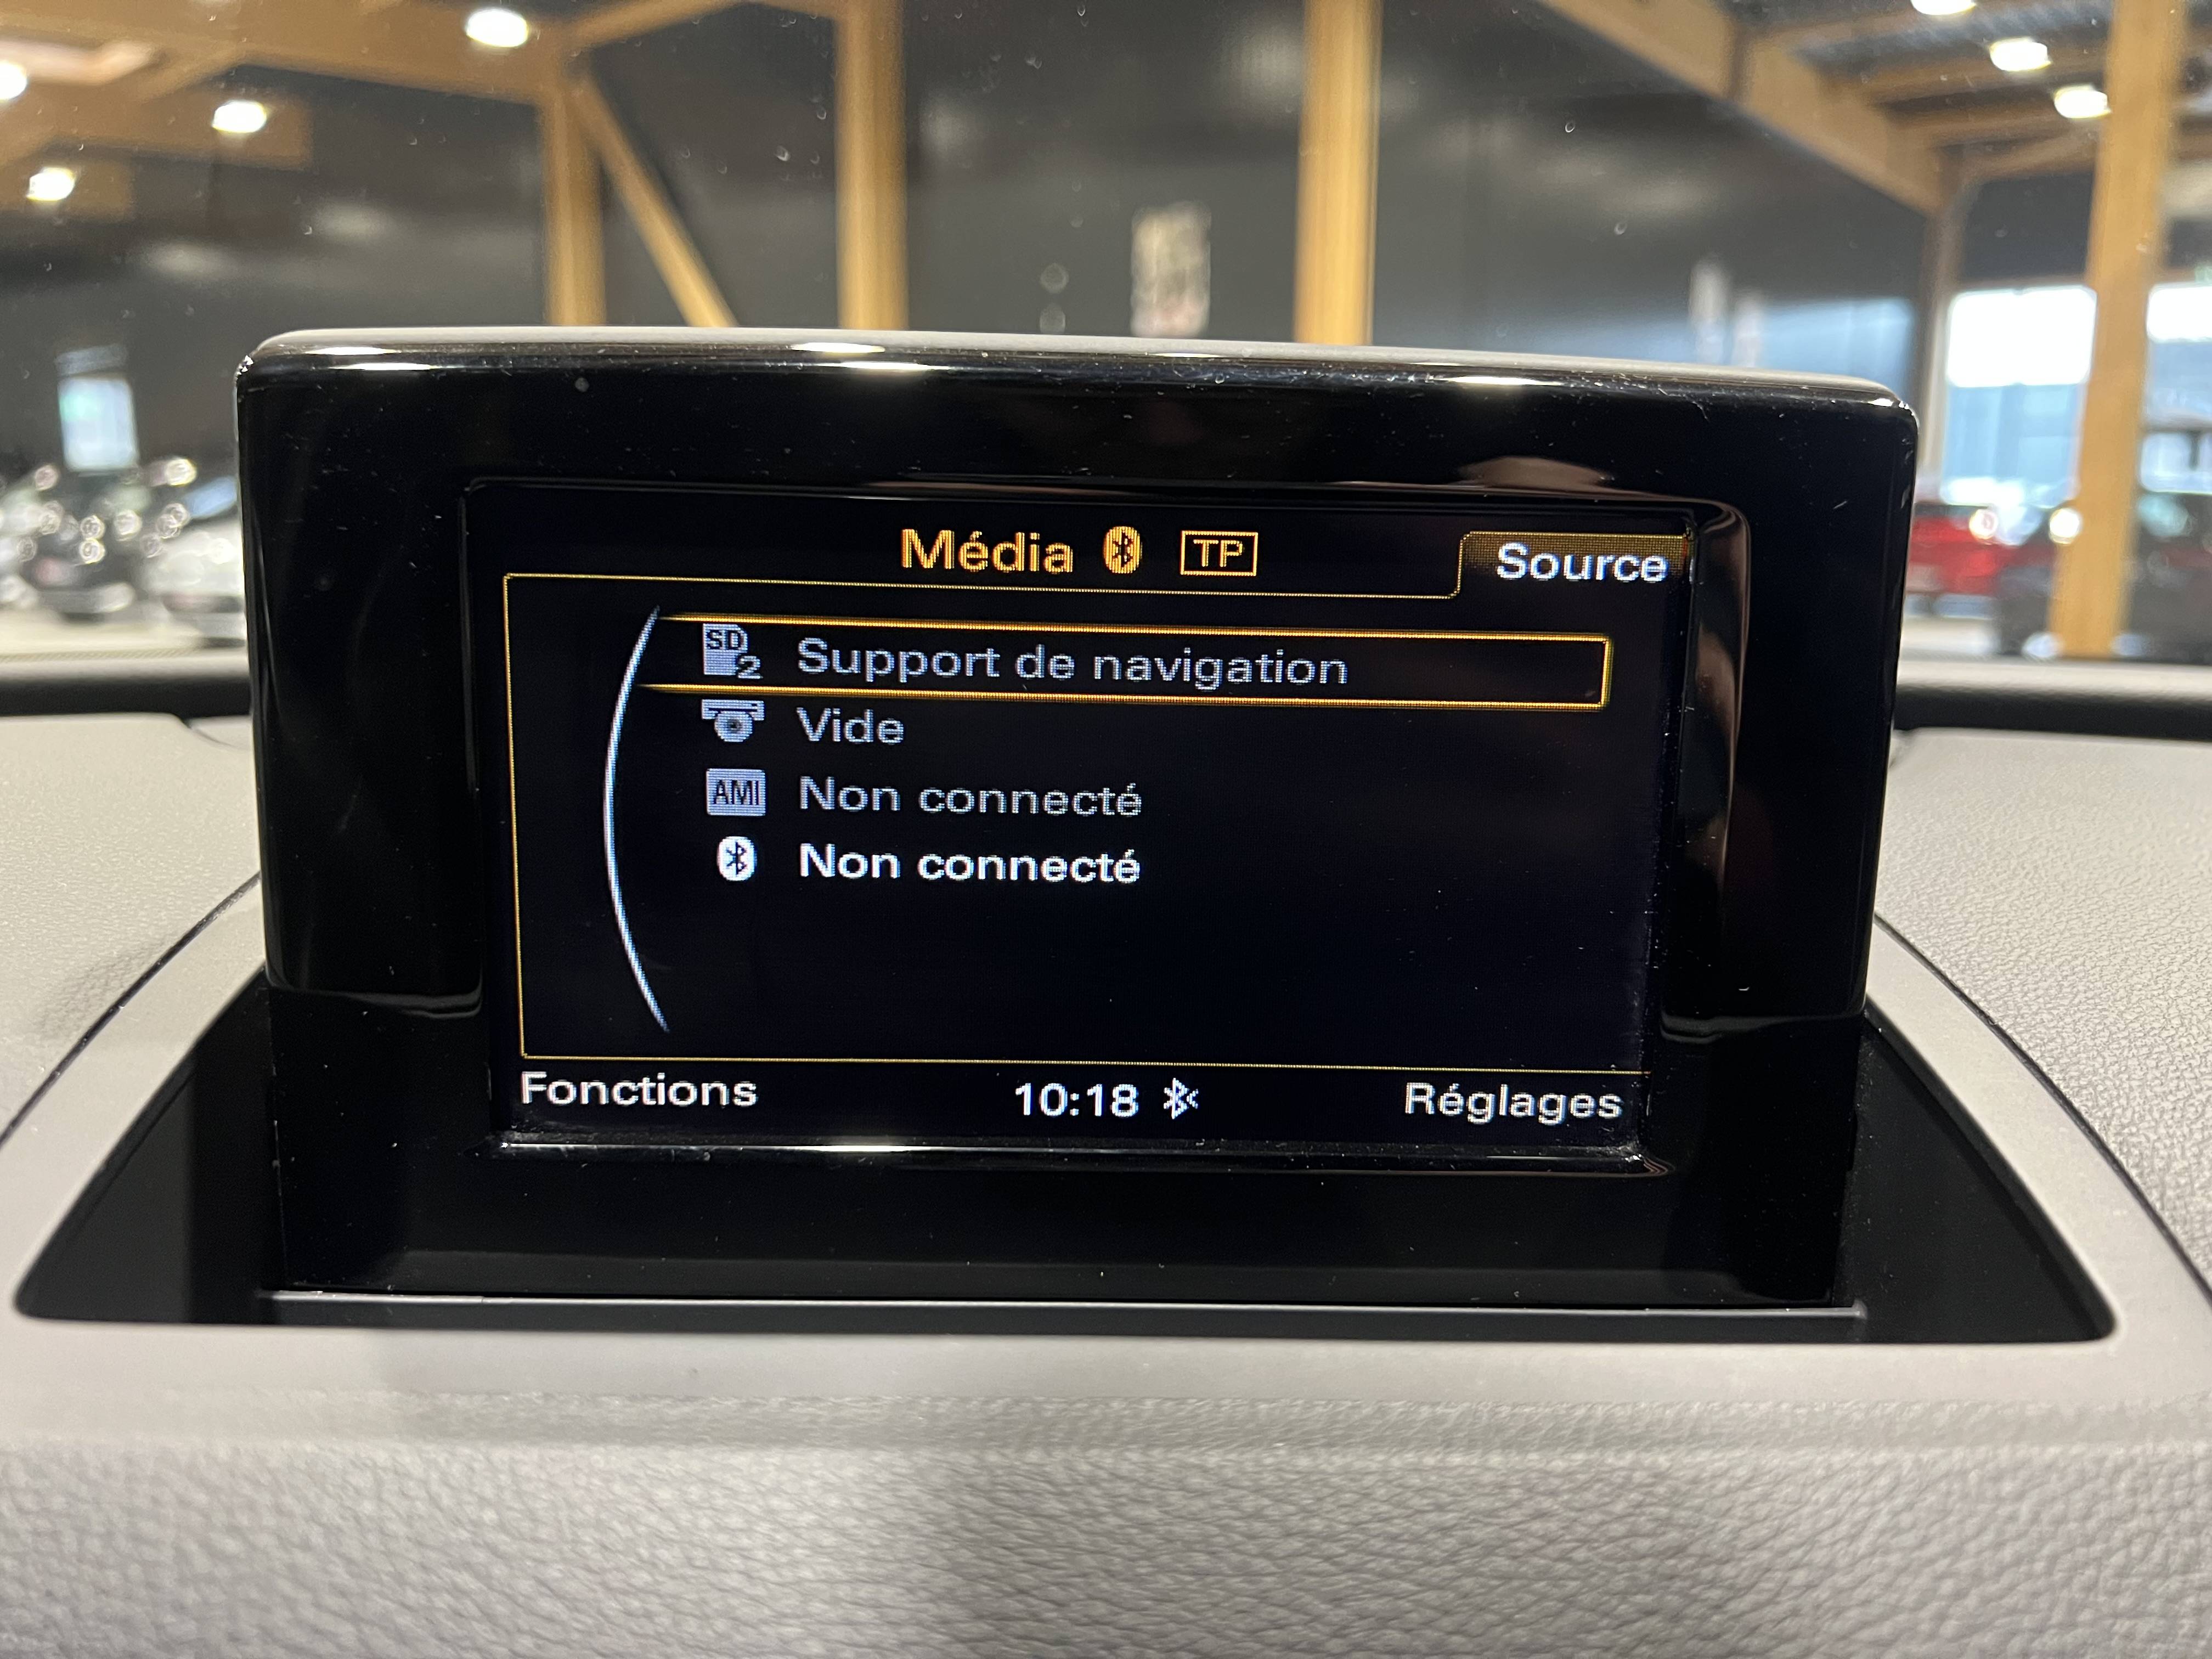 Média TP
Source
SD 2 Support de navigation
Vide
AMI Non connecté
Non connecté
Fonctions 10:18 Réglages